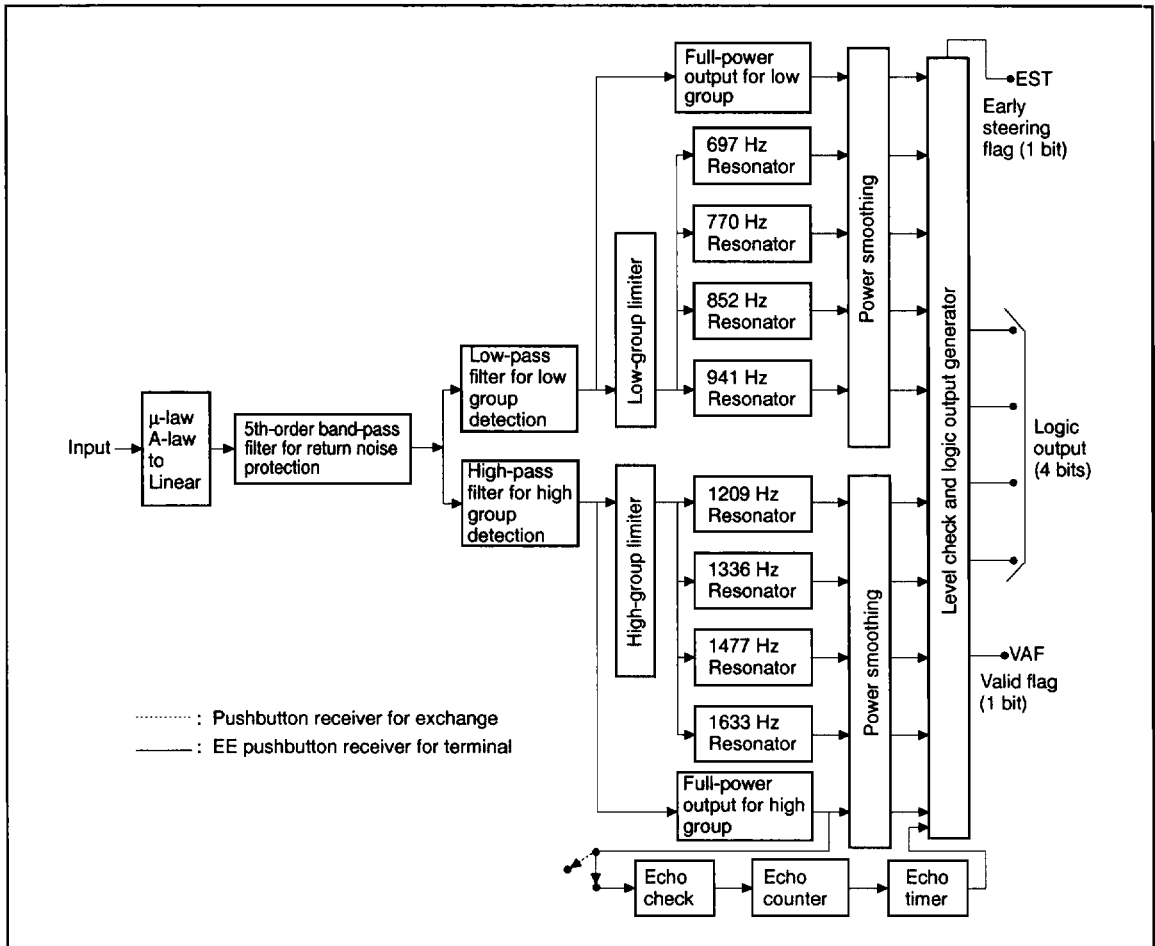 Full-power
output for low
group
EST
Early
steering
flag (1 bit)
697 Hz
Resonator
770 Hz
Resonator
852 Hz
Resonator
941 Hz
Resonator
Power smoothing
Low-group limiter
Low-pass
filter for low
group
detection
Input
μ-law
A-law
to
Linear
5th-order band-pass
filter for return noise
protection
High-pass
filter for high
group
detection
High-group limiter
1209 Hz
Resonator
1336 Hz
Resonator
1477 Hz
Resonator
1633 Hz
Resonator
Power smoothing
Level check and logic output generator
Logic
output
(4 bits)
VAF
Valid flag
(1 bit)
: Pushbutton receiver for exchange
: EE pushbutton receiver for terminal
Full-power
output for high
group
Echo
check
Echo
counter
Echo
timer